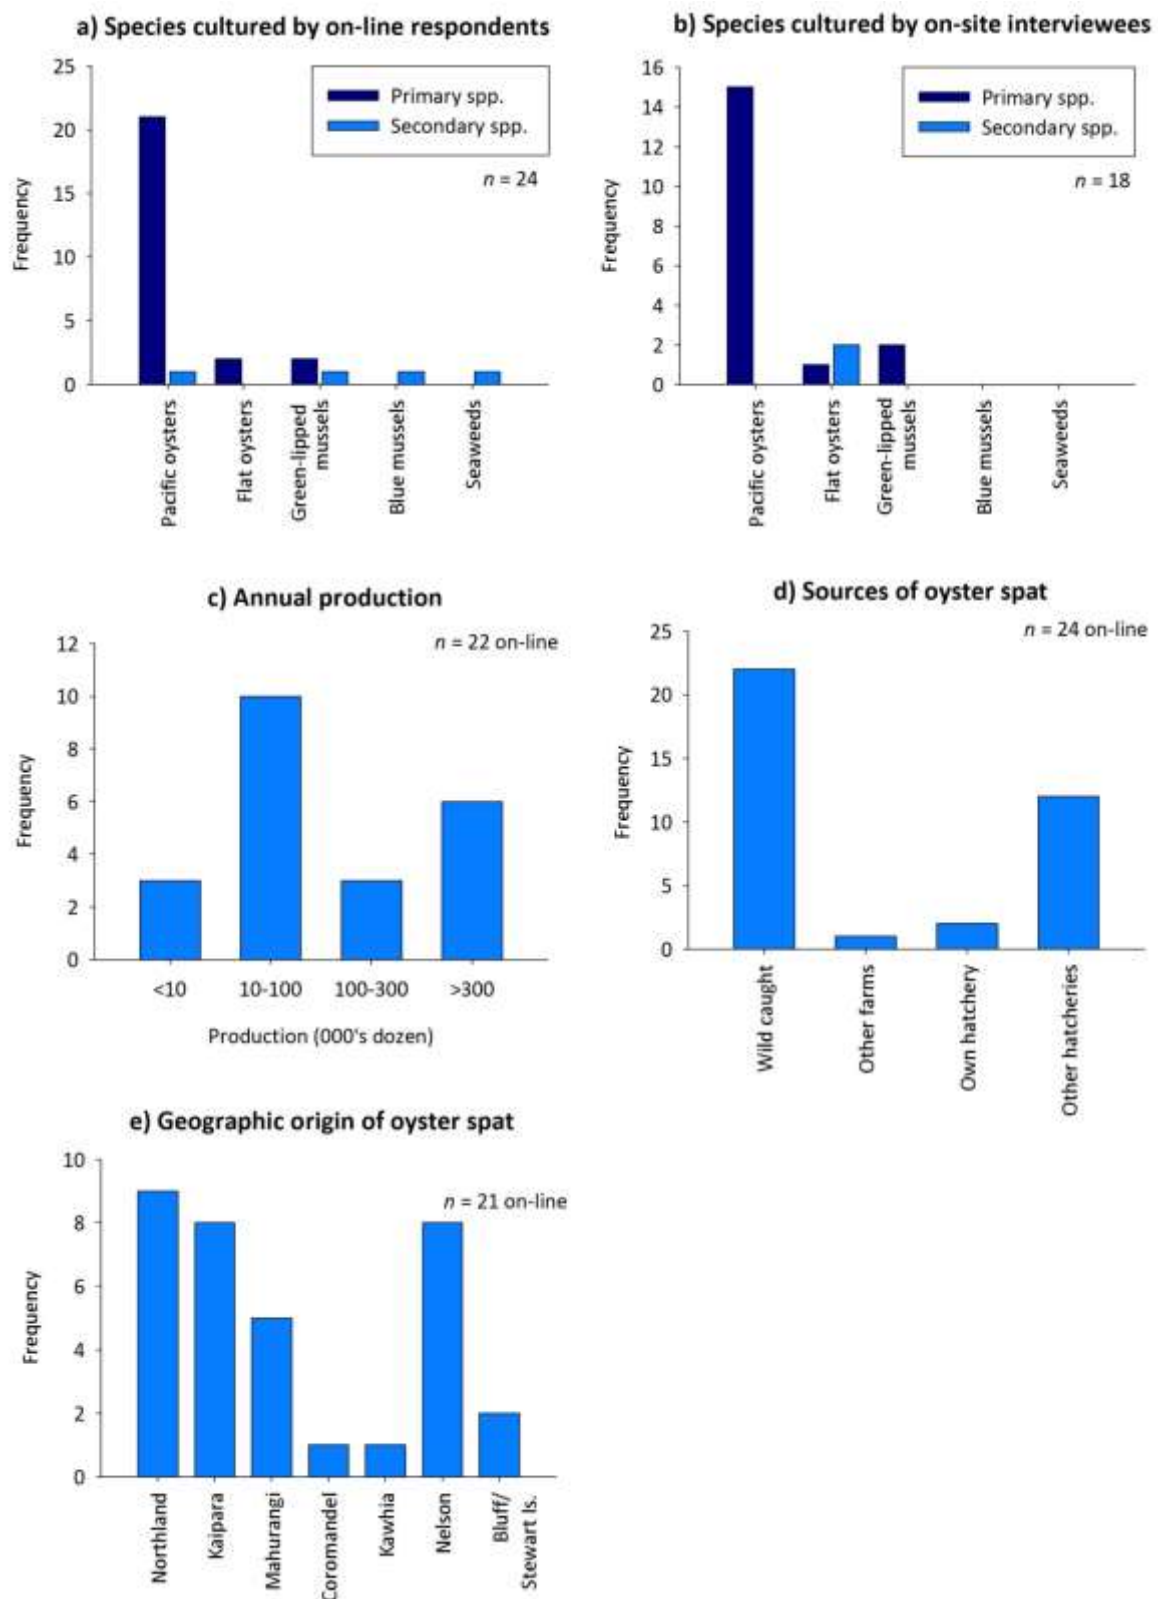 a) Species cultured by on-line respondents
25
20
15
10
5
0
Frequency
Primary spp.
Secondary spp.
n = 24
Pacific oysters
Flat oysters
Green-lipped
mussels
Blue mussels
Seaweeds
b) Species cultured by on-site interviewees
16
14
12
10
8
6
4
2
0
Frequency
Primary spp.
Secondary spp.
n = 18
Pacific oysters
Flat oysters
Green-lipped
mussels
Blue mussels
Seaweeds
c) Annual production
n = 22 on-line
12
10
8
6
4
2
0
Frequency
<10
10-100
100-300
>300
Production (000's dozen)
d) Sources of oyster spat
n = 24 on-line
25
20
15
10
5
0
Frequency
Wild caught
Other farms
Own hatchery
Other hatcheries
e) Geographic origin of oyster spat
n = 21 on-line
10
8
6
4
2
0
Frequency
Northland
Kaipara
Mahurangi
Coromandel
Kawhia
Nelson
Bluff/
Stewart Is.